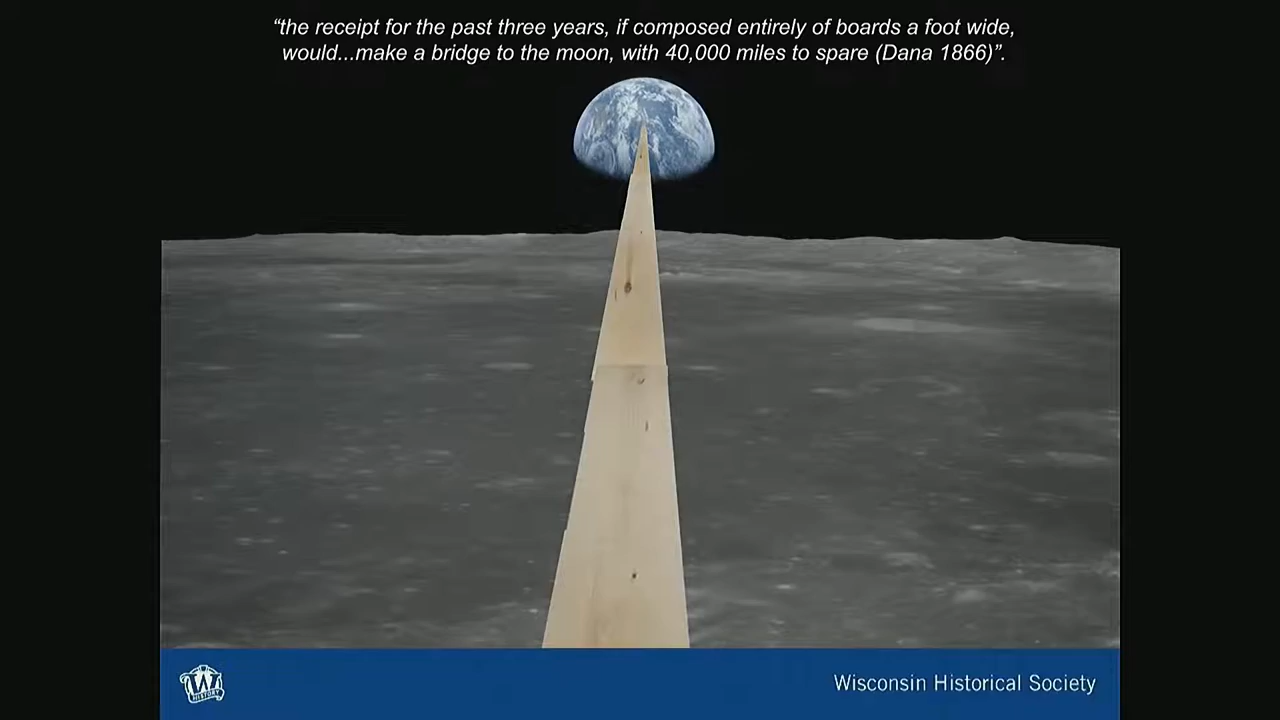 “the receipt for the past three years, if composed entirely of boards a foot wide,
would...make a bridge to the moon, with 40,000 miles to spare (Dana 1866)”.
W
HISTORY
Wisconsin Historical Society